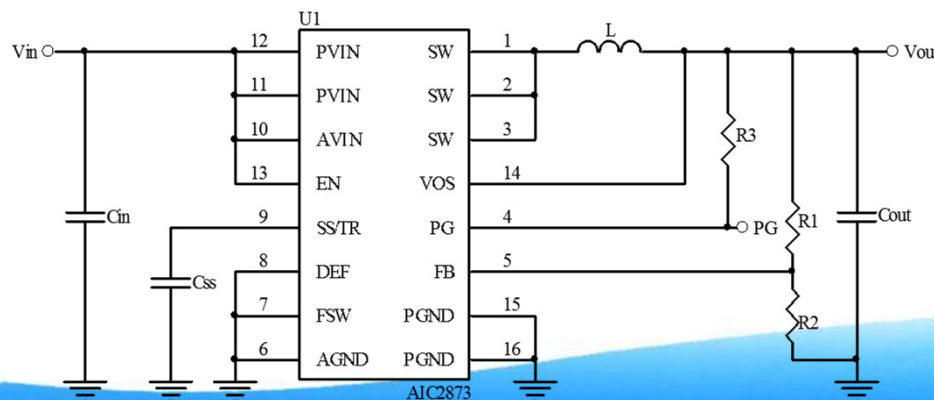 U1
Vin
12 PVIN SW 1 L Vou
11 PVIN SW 2
10 AVIN SW 3 R3
13 EN VOS 14
Cin 9 SS/TR PG 4 PG R1 Cout
Css 8 DEF FB 5
7 FSW PGND 15 R2
6 AGND PGND 16
AIC2873